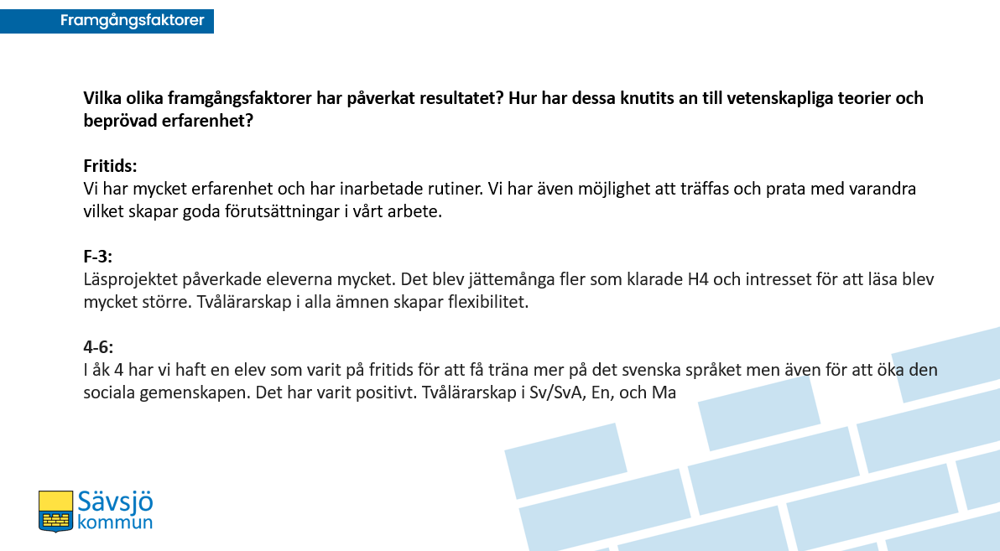 Framgångsfaktorer
Vilka olika framgångsfaktorer har påverkat resultatet? Hur har dessa knutits an till vetenskapliga teorier och
beprövad erfarenhet?
Fritids:
Vi har mycket erfarenhet och har inarbetade rutiner. Vi har även möjlighet att träffas och prata med varandra
vilket skapar goda förutsättningar i vårt arbete.
F-3:
Läsprojektet påverkade eleverna mycket. Det blev jättemånga fler som klarade H4 och intresset för att läsa blev
mycket större. Tvålärarskap i alla ämnen skapar flexibilitet.
4-6:
I åk 4 har vi haft en elev som varit på fritids för att få träna mer på det svenska språket men även för att öka den
sociala gemenskapen. Det har varit positivt. Tvålärarskap i Sv/SvA, En, och Ma
Sävsjö
kommun